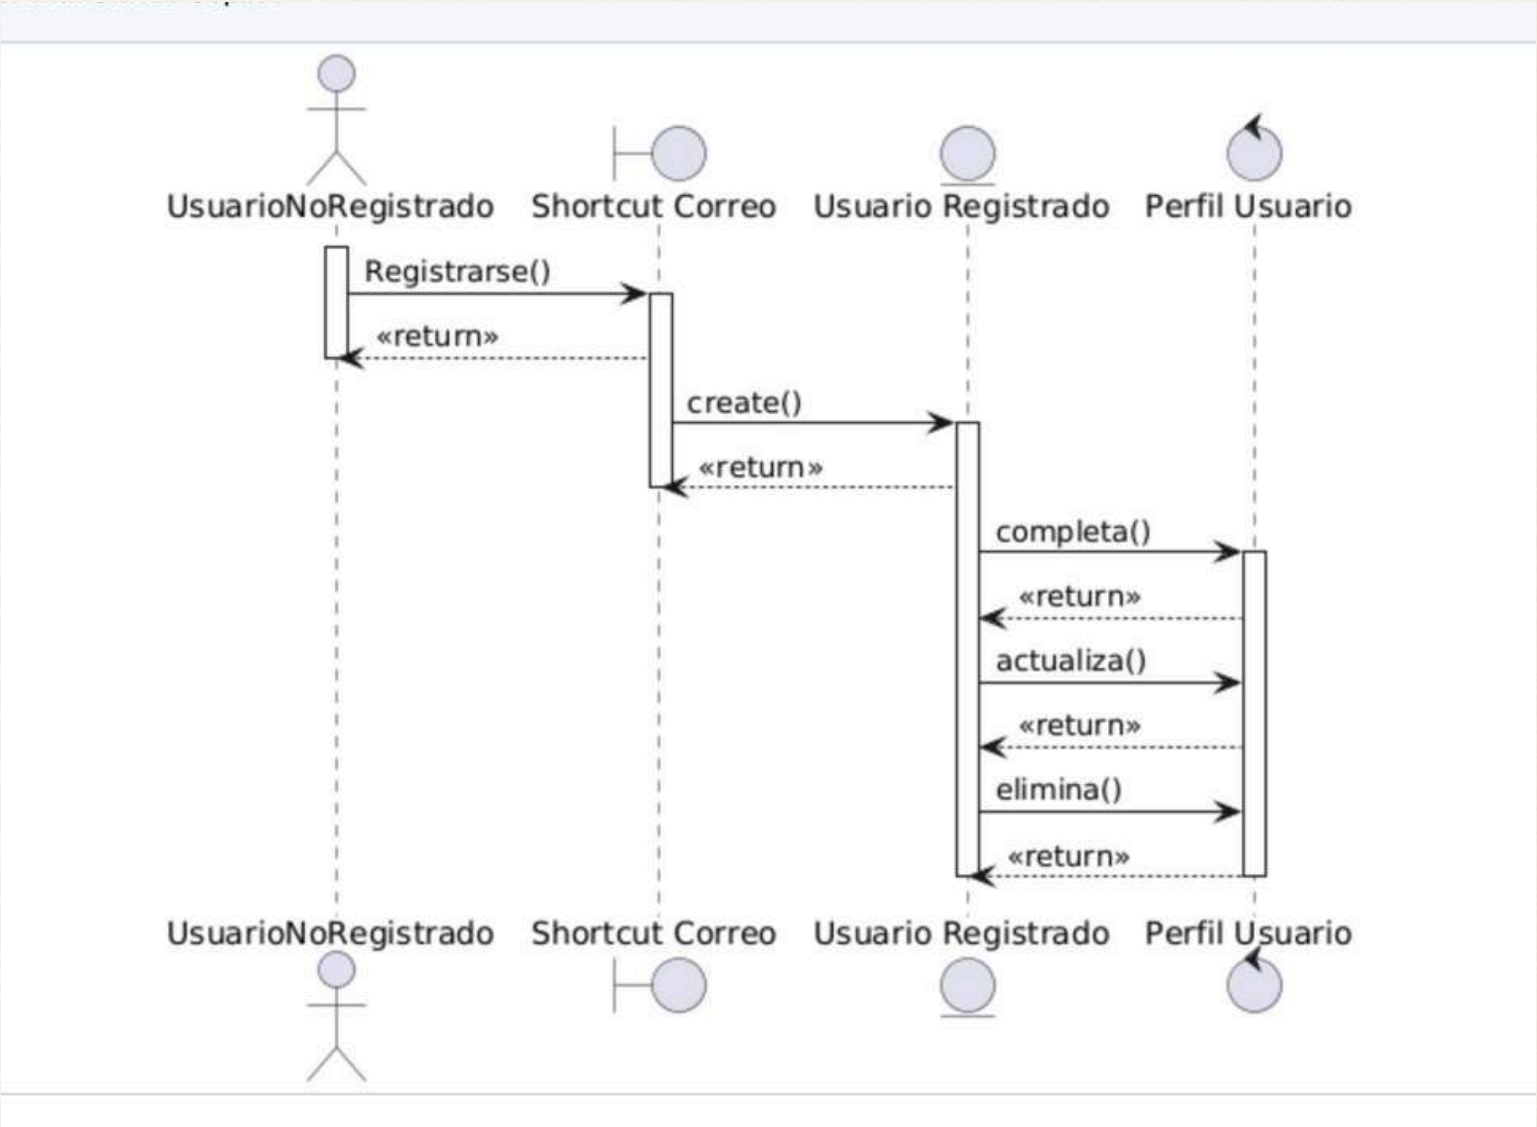 UsuarioNoRegistrado Shortcut Correo Usuario Registrado Perfil Usuario
Registrarse()
«return»
create()
«return»
completa()
«return»
actualiza()
«return»
elimina()
«return»
UsuarioNoRegistrado Shortcut Correo Usuario Registrado Perfil Usuario